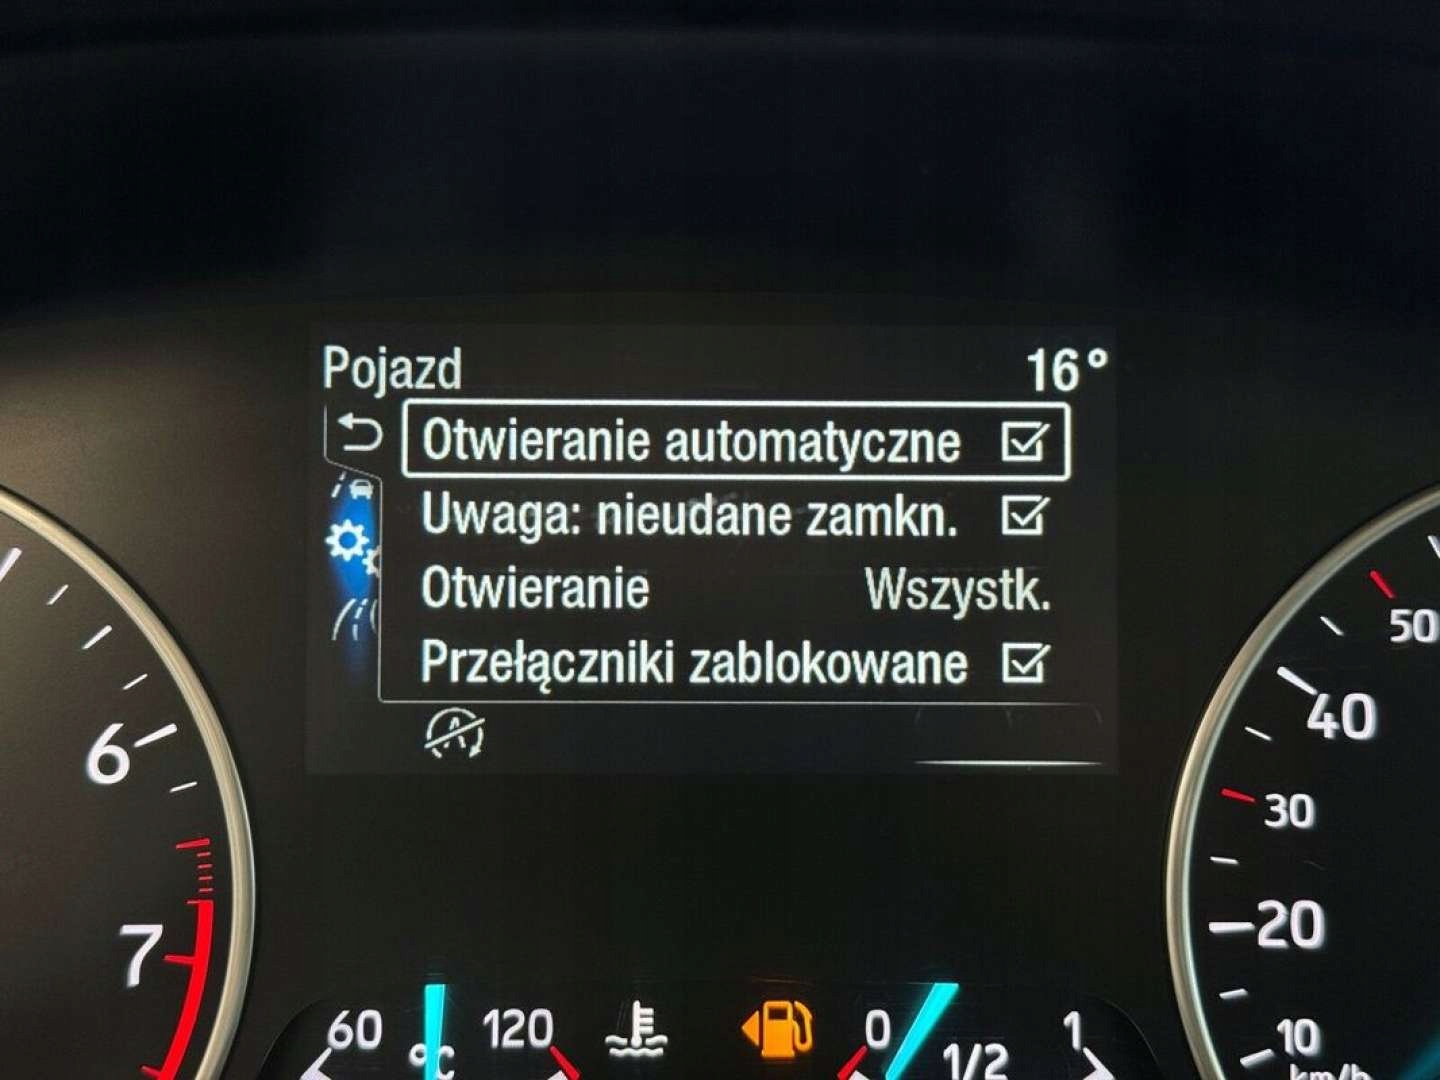 Pojazd 16°
Otwieranie automatyczne
Uwaga: nieudane zamkn.
Otwieranie Wszystk.
Przełączniki zablokowane
A
6
7
50
40
30
20
10
km/h
60 °C 120
0 1/2 1